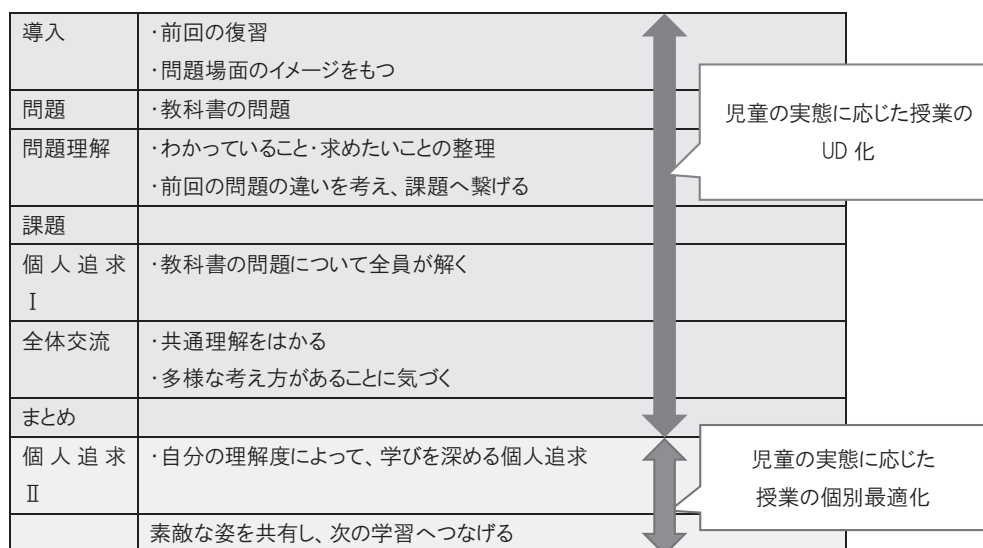 導入
・前回の復習
・問題場面のイメージをもつ
問題
・教科書の問題
問題理解
・わかっていること・求めたいことの整理
・前回の問題の違いを考え、課題へ繋げる
課題
個人追求
Ⅰ
・教科書の問題について全員が解く
全体交流
・共通理解をはかる
・多様な考え方があることに気づく
まとめ
個人追求
Ⅱ
・自分の理解度によって、学びを深める個人追求
素敵な姿を共有し、次の学習へつなげる
児童の実態に応じた授業の
UD 化
児童の実態に応じた
授業の個別最適化